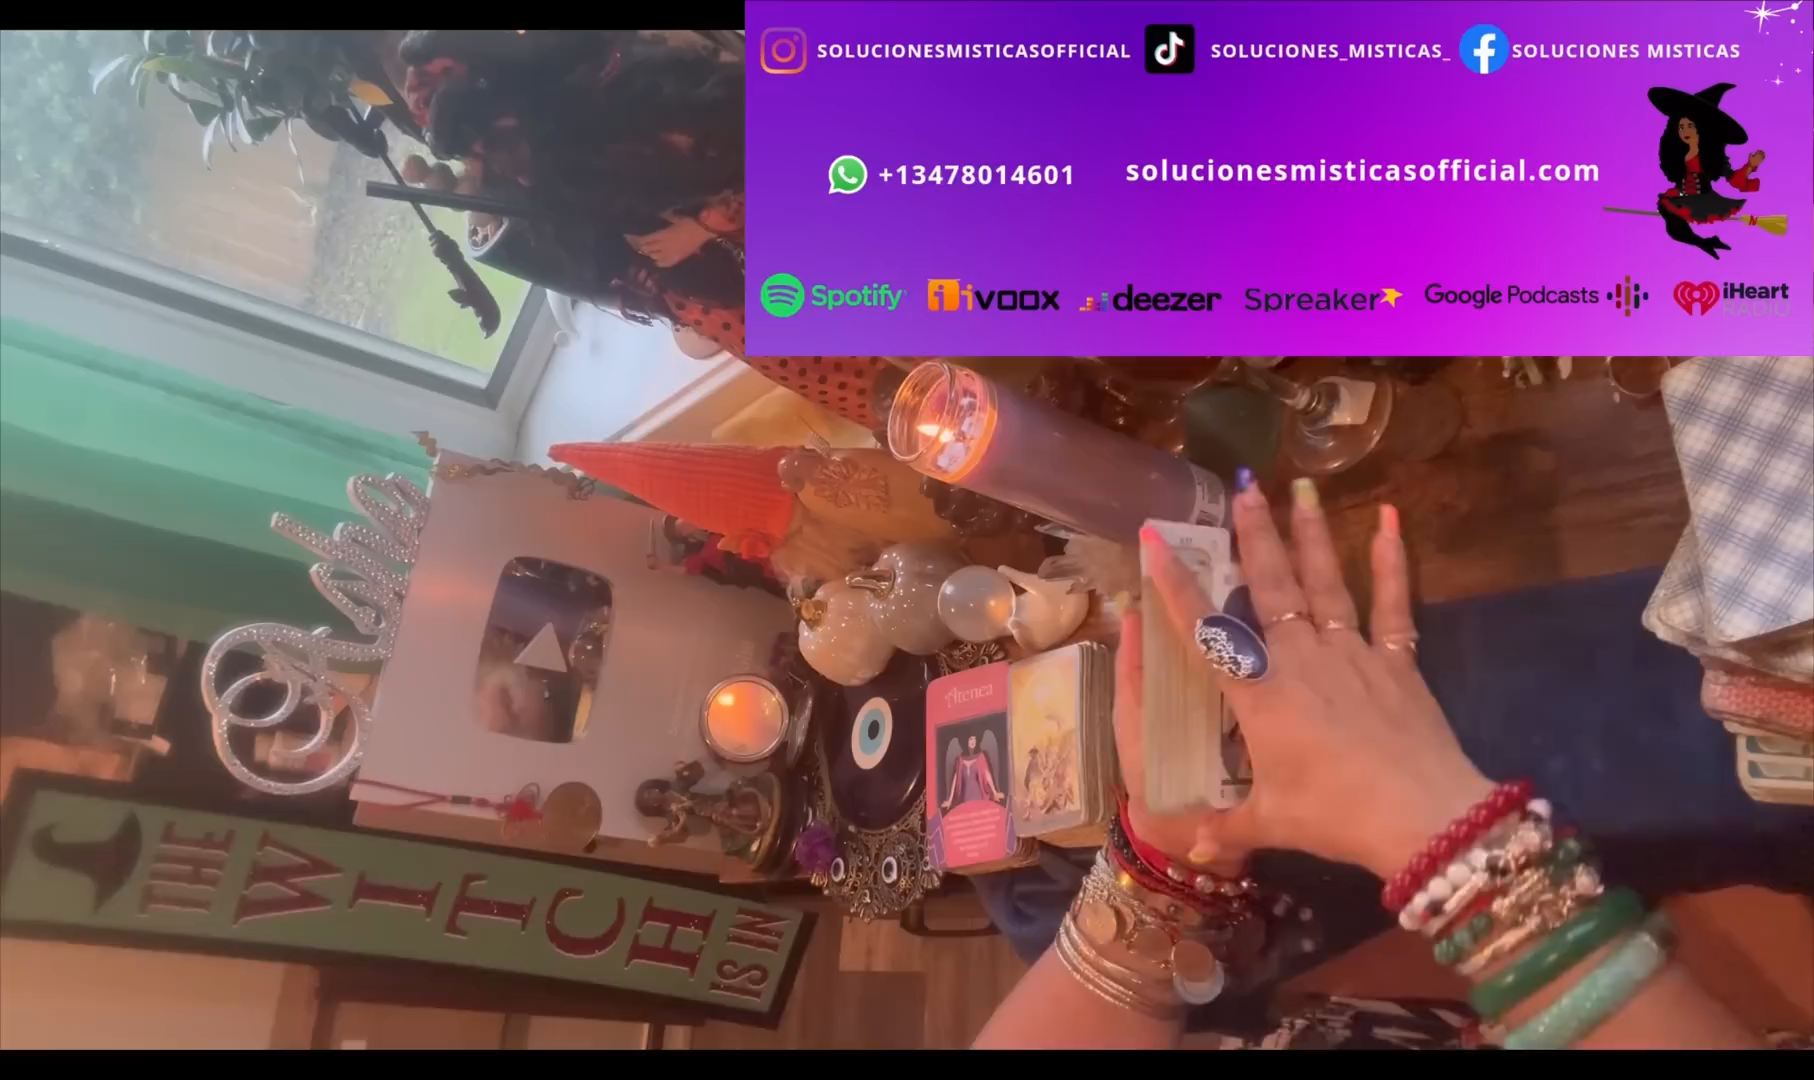 SOLUCIONESMISTICASOFFICIAL
SOLUCIONES_MISTICAS_
SOLUCIONES MISTICAS
+13478014601
solucionesmisticasofficial.com
Spotify
iVOOX
deezer
Spreaker
Google Podcasts
iHeart
RADIO
Atenea
THE
WITCH
IS IN